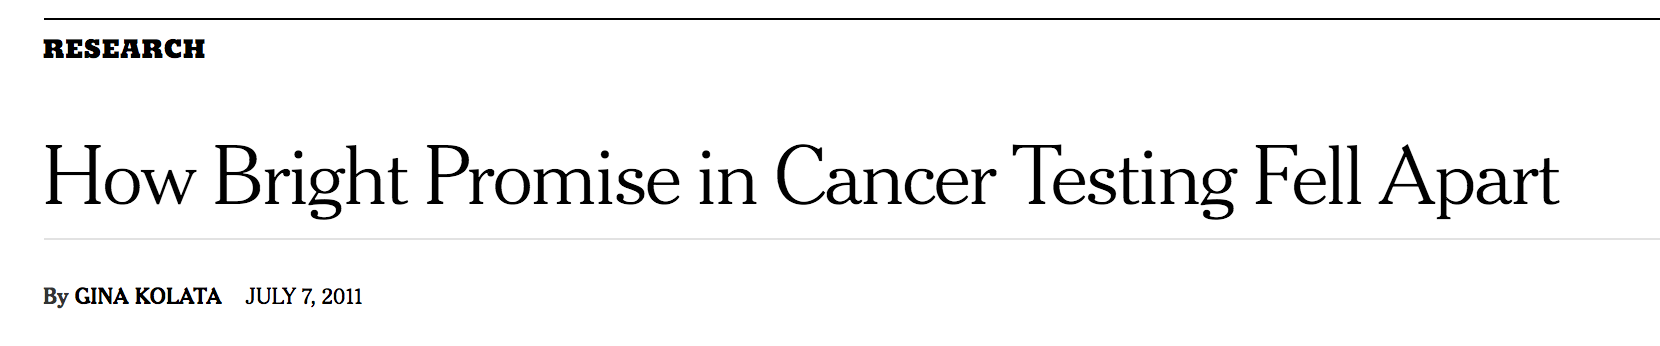 RESEARCH
How Bright Promise in Cancer Testing Fell Apart
By GINA KOLATA JULY 7, 2011